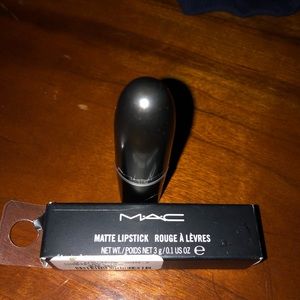 MAC
MATTE LIPSTICK ROUGE À LÈVRES
NET WT. / POIDS NET 3 g / 0.1 US OZ ℮